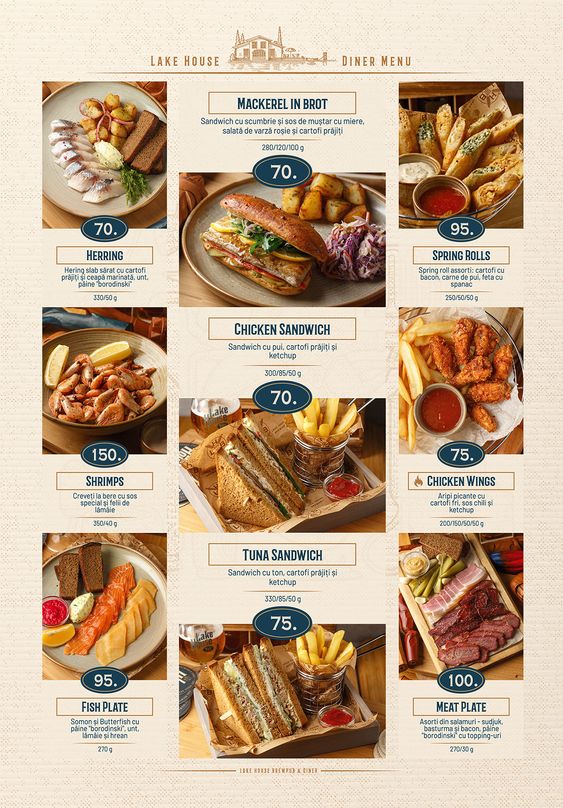 LAKE HOUSE DINER MENU
70.
HERRING
Hering slab sărat cu cartofi
prăjiți și ceapă marinată, unt,
pâine "borodinski"
330/50 g
150.
SHRIMPS
Creveți la bere cu sos
special și felii de
lămâie
350/40 g
95.
FISH PLATE
Somon și Butterfish cu
pâine "borodinski", unt,
lămâie și hrean
270 g
MACKEREL IN BROT
Sandwich cu scumbrie și sos de muștar cu miere,
salată de varză roșie și cartofi prăjiți
280/120/100 g
70.
CHICKEN SANDWICH
Sandwich cu pui, cartofi prăjiți și
ketchup
300/85/50 g
70.
Lake
TUNA SANDWICH
Sandwich cu ton, cartofi prăjiți și
ketchup
330/85/50 g
75.
Lake
95.
SPRING ROLLS
Spring roll assorti: cartofi cu
bacon, carne de pui, feta cu
spanac
250/50/50 g
75.
CHICKEN WINGS
Aripi picante cu
cartofi fri, sos chili și
ketchup
200/150/50/50 g
100.
MEAT PLATE
Asorti din salamuri - sudjuk,
basturma și bacon, pâine
"borodinski" cu topping-uri
270/30 g
LAKE HOUSE BREWPUB & DINER